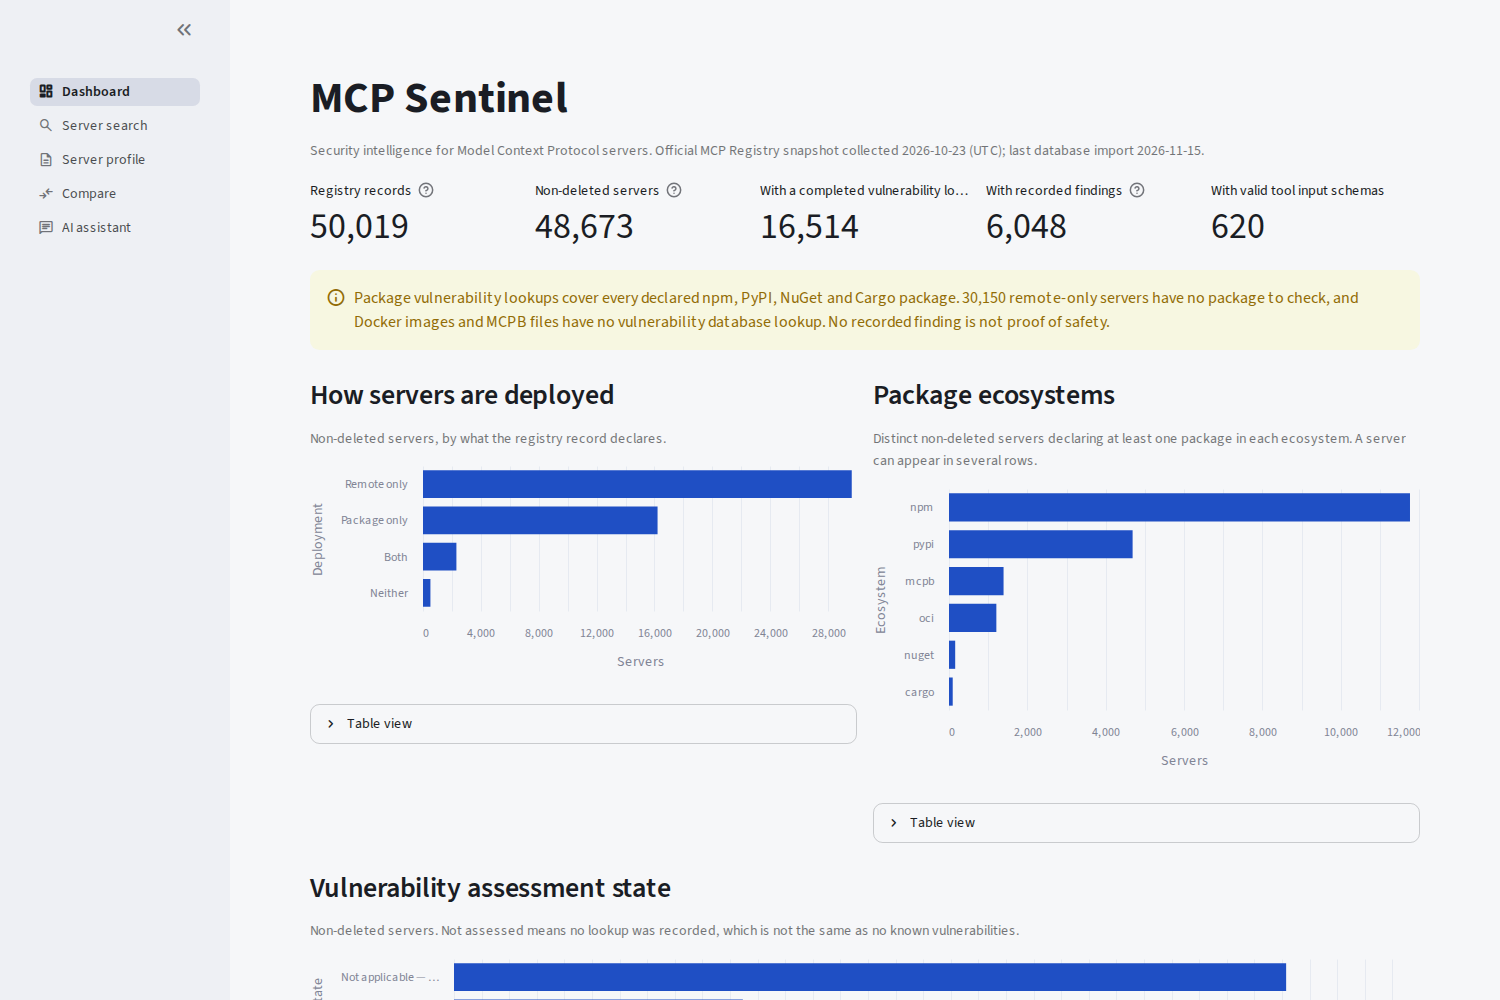 Dashboard
Server search
Server profile
Compare
AI assistant
MCP Sentinel
Security intelligence for Model Context Protocol servers. Official MCP Registry snapshot collected 2026-10-23 (UTC); last database import 2026-11-15.
Registry records
50,019
Non-deleted servers
48,673
With a completed vulnerability lo...
16,514
With recorded findings
6,048
With valid tool input schemas
620
Package vulnerability lookups cover every declared npm, PyPI, NuGet and Cargo package. 30,150 remote-only servers have no package to check, and
Docker images and MCPB files have no vulnerability database lookup. No recorded finding is not proof of safety.
How servers are deployed
Non-deleted servers, by what the registry record declares.
Deployment
Remote only
Package only
Both
Neither
0 4,000 8,000 12,000 16,000 20,000 24,000 28,000
Servers
Table view
Package ecosystems
Distinct non-deleted servers declaring at least one package in each ecosystem. A server
can appear in several rows.
Ecosystem
npm
pypi
mcpb
oci
nuget
cargo
0 2,000 4,000 6,000 8,000 10,000 12,000
Servers
Table view
Vulnerability assessment state
Non-deleted servers. Not assessed means no lookup was recorded, which is not the same as no known vulnerabilities.
Not applicable — ...